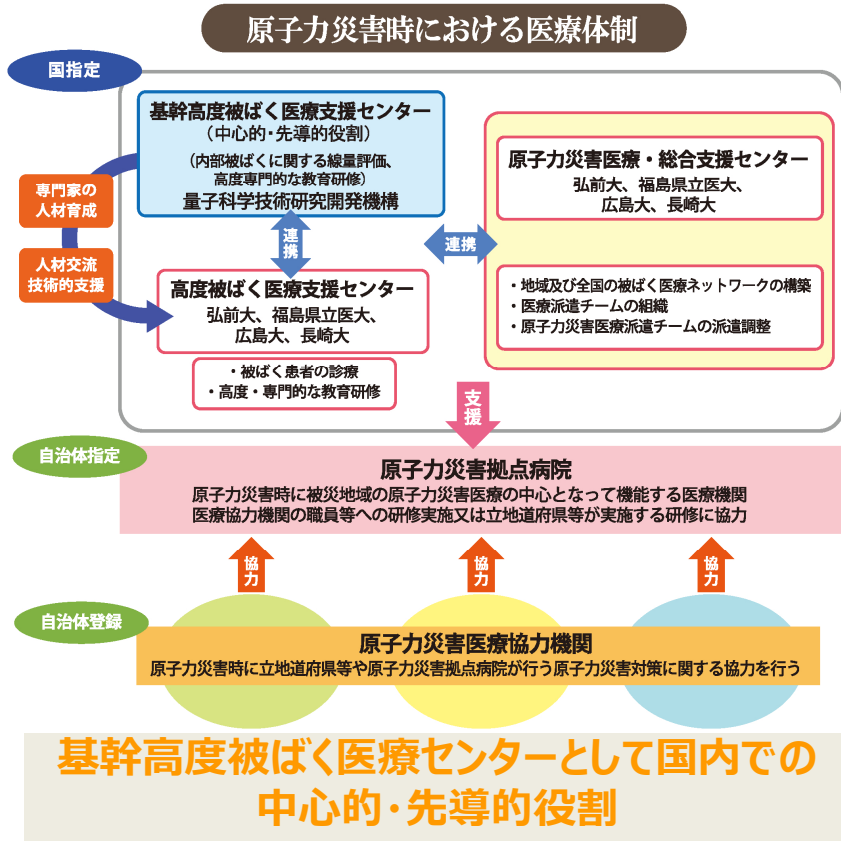 原子力災害時における医療体制
国指定
基幹高度被ばく医療支援センター
（中心的･先導的役割）
（内部被ばくに関する線量評価、
高度専門的な教育研修）
量子科学技術研究開発機構
専門家の
人材育成
人材交流
技術的支援
連携
高度被ばく医療支援センター
弘前大、福島県立医大、
広島大、長崎大
・被ばく患者の診療
・高度・専門的な教育研修
連携
原子力災害医療・総合支援センター
弘前大、福島県立医大、
広島大、長崎大
・地域及び全国の被ばく医療ネットワークの構築
・医療派遣チームの組織
・原子力災害医療派遣チームの派遣調整
支援
自治体指定
原子力災害拠点病院
原子力災害時に被災地域の原子力災害医療の中心となって機能する医療機関
医療協力機関の職員等への研修実施又は立地道府県等が実施する研修に協力
協力
協力
協力
自治体登録
原子力災害医療協力機関
原子力災害時に立地道府県等や原子力災害拠点病院が行う原子力災害対策に関する協力を行う
基幹高度被ばく医療センターとして国内での
中心的･先導的役割